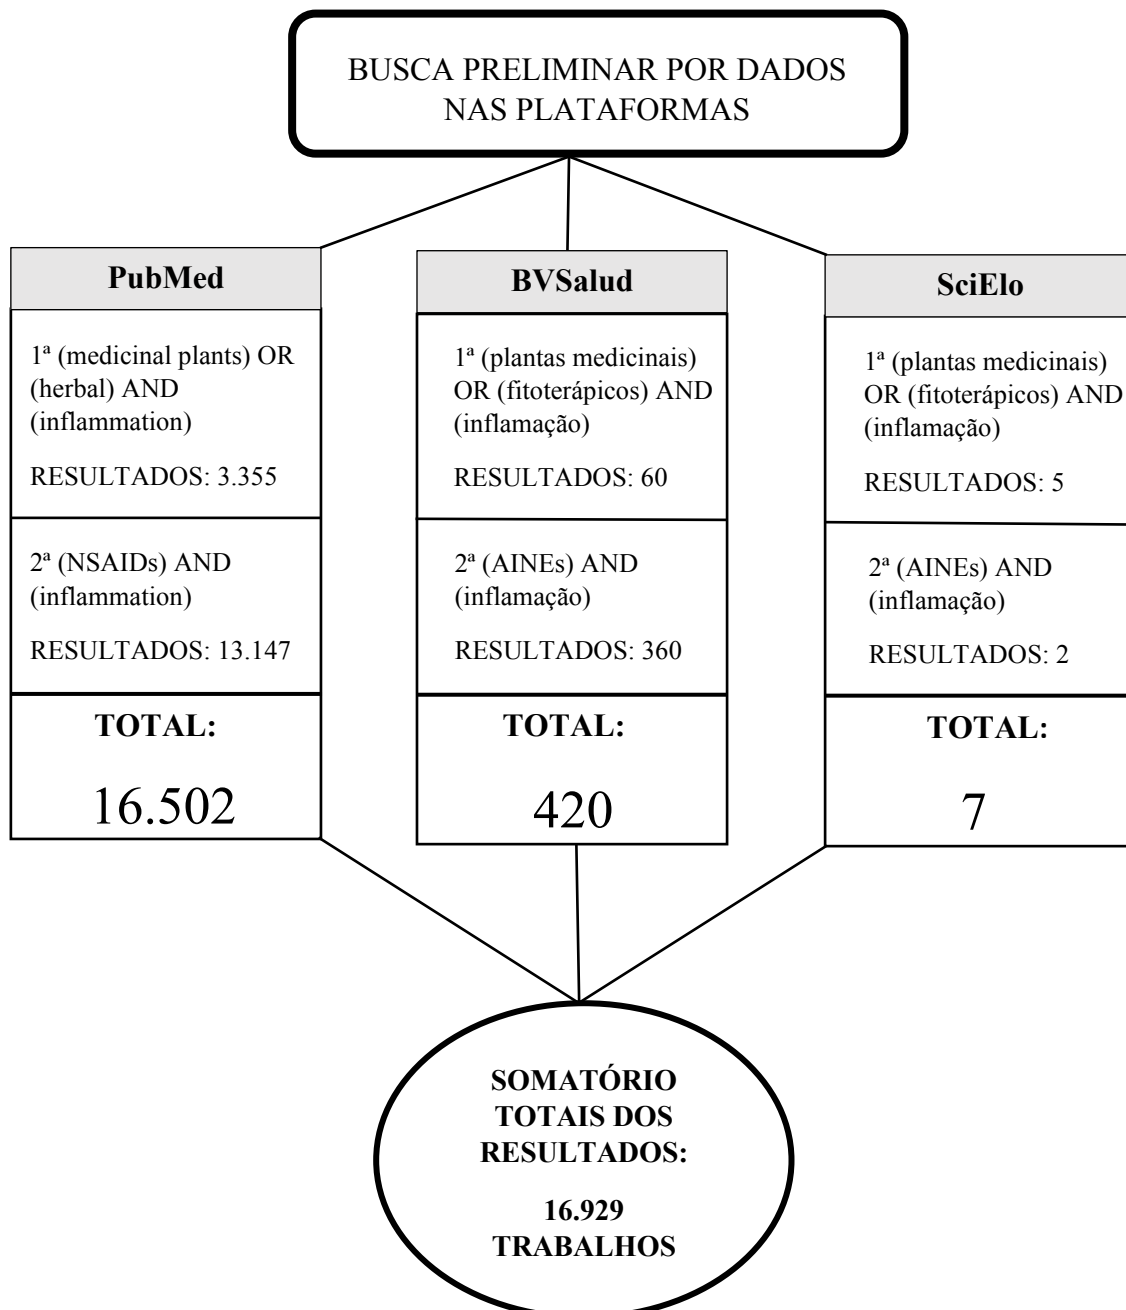 BUSCA PRELIMINAR POR DADOS
NAS PLATAFORMAS
PubMed
1ª (medicinal plants) OR
(herbal) AND
(inflammation)
RESULTADOS: 3.355
2ª (NSAIDs) AND
(inflammation)
RESULTADOS: 13.147
TOTAL:
16.502
BVSalud
1ª (plantas medicinais)
OR (fitoterápicos) AND
(inflamação)
RESULTADOS: 60
2ª (AINEs) AND
(inflamação)
RESULTADOS: 360
TOTAL:
420
SciElo
1ª (plantas medicinais)
OR (fitoterápicos) AND
(inflamação)
RESULTADOS: 5
2ª (AINEs) AND
(inflamação)
RESULTADOS: 2
TOTAL:
7
SOMATÓRIO
TOTAIS DOS
RESULTADOS:
16.929
TRABALHOS